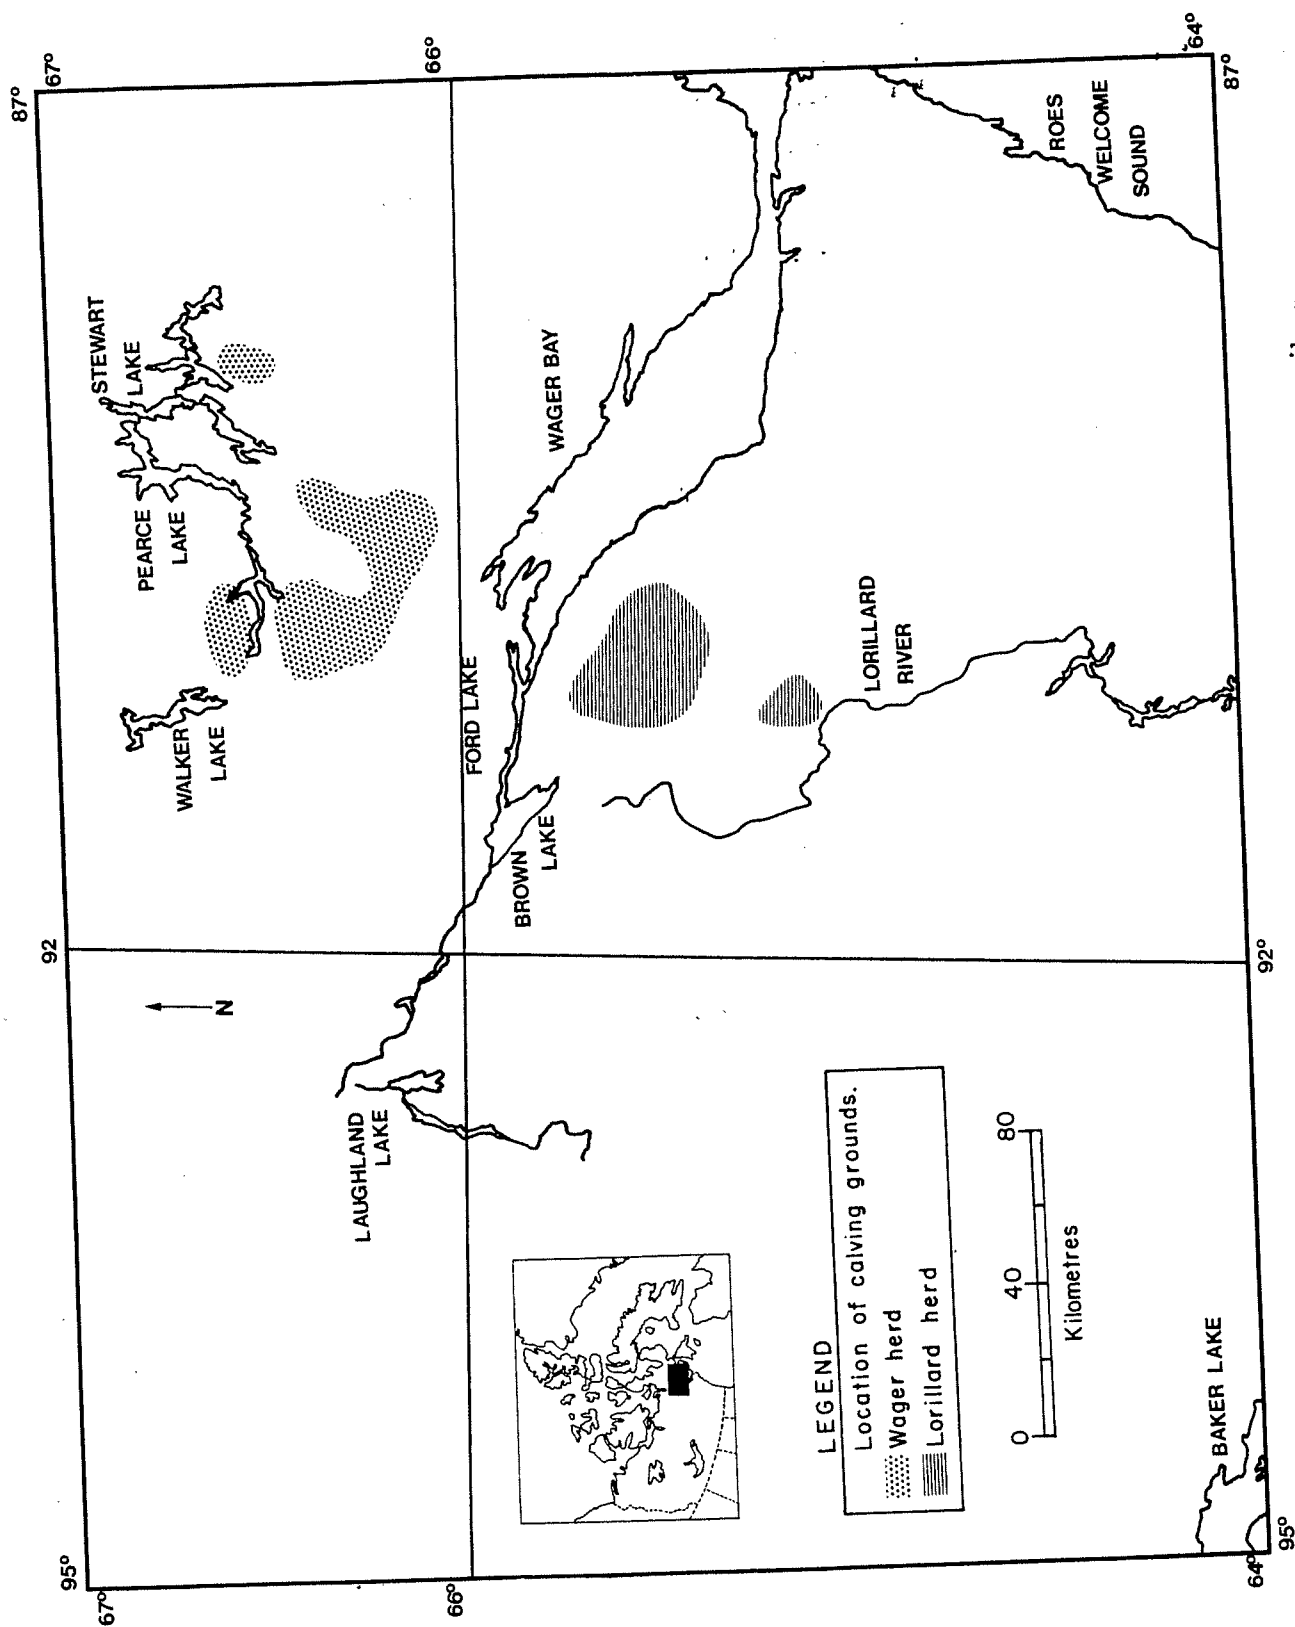 87°
67°
66°
64°
87°
STEWART
LAKE
PEARCE
LAKE
WALKER
LAKE
WAGER BAY
ROES
WELCOME
SOUND
FORD LAKE
LORILLARD
RIVER
BROWN
LAKE
92
92°
N
LAUGHLAND
LAKE
LEGEND
Location of calving grounds.
Wager herd
Lorillard herd
0 40 80
Kilometres
BAKER LAKE
95°
67°
66°
64°
95°